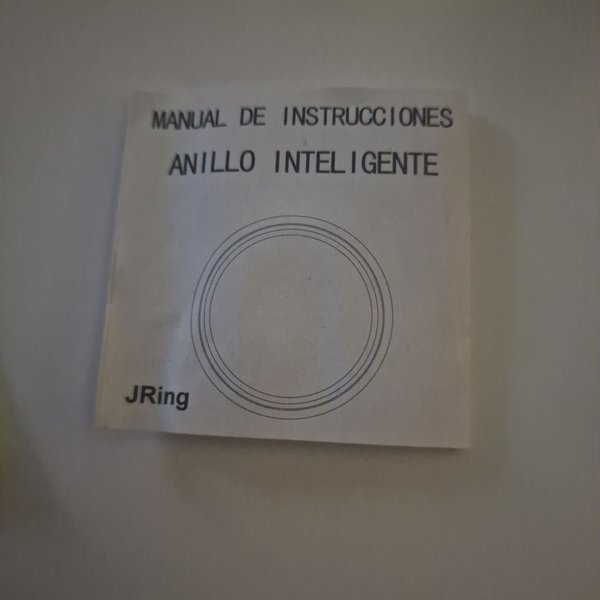 MANUAL DE INSTRUCCIONES
ANILLO INTELIGENTE
JRing